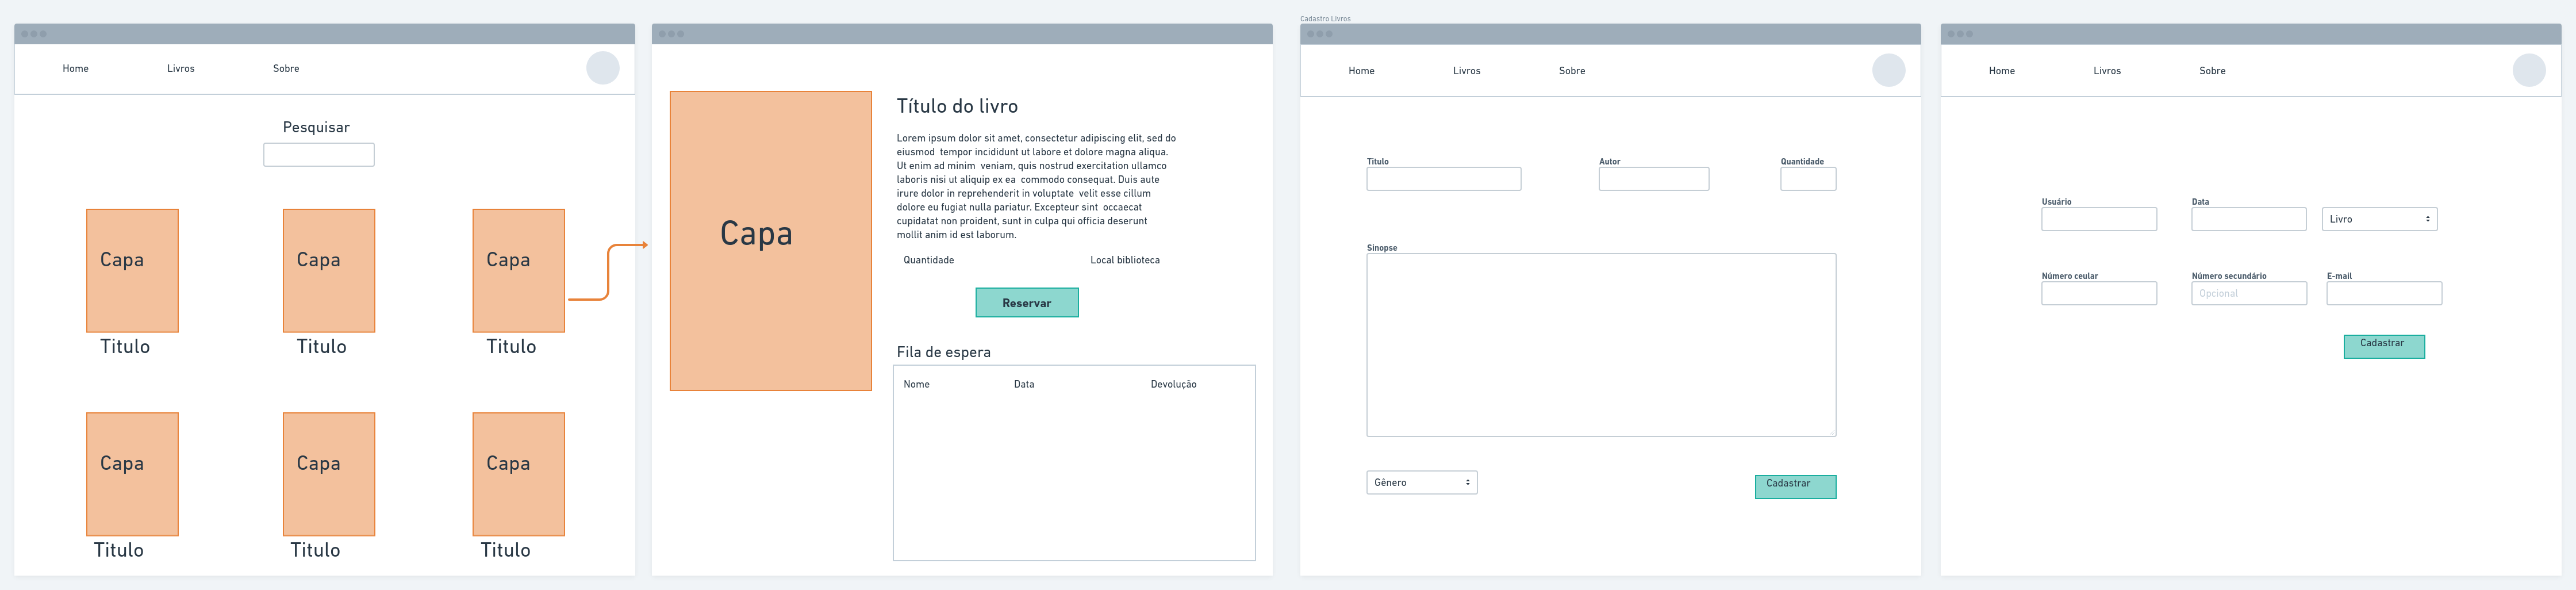 Home
Livros
Sobre
Pesquisar
Capa
Capa
Capa
Titulo
Titulo
Titulo
Capa
Capa
Capa
Titulo
Titulo
Titulo
Capa
Título do livro
Lorem ipsum dolor sit amet, consectetur adipiscing elit, sed do
eiusmod tempor incididunt ut labore et dolore magna aliqua.
Ut enim ad minim veniam, quis nostrud exercitation ullamco
laboris nisi ut aliquip ex ea commodo consequat. Duis aute
irure dolor in reprehenderit in voluptate velit esse cillum
dolore eu fugiat nulla pariatur. Excepteur sint occaecat
cupidatat non proident, sunt in culpa qui officia deserunt
mollit anim id est laborum.
Quantidade
Local biblioteca
Reservar
Fila de espera
Nome
Data
Devolução
Cadastro Livros
Home
Livros
Sobre
Titulo
Autor
Quantidade
Sinopse
Gênero
Cadastrar
Home
Livros
Sobre
Usuário
Data
Livro
Número ceular
Número secundário
E-mail
Opcional
Cadastrar